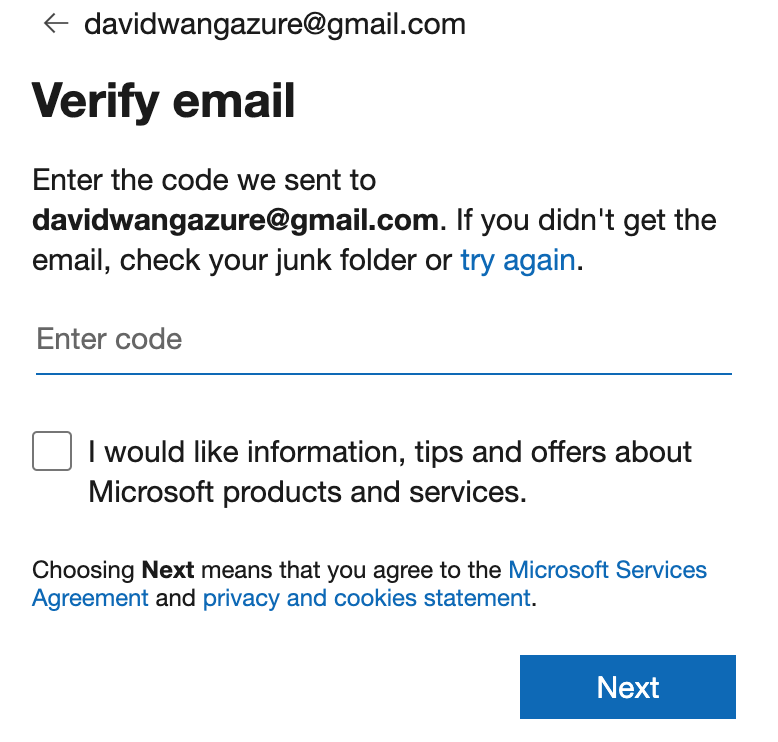 ← davidwangazure@gmail.com
Verify email
Enter the code we sent to
davidwangazure@gmail.com. If you didn't get the
email, check your junk folder or try again.
Enter code
I would like information, tips and offers about
Microsoft products and services.
Choosing Next means that you agree to the Microsoft Services
Agreement and privacy and cookies statement.
Next